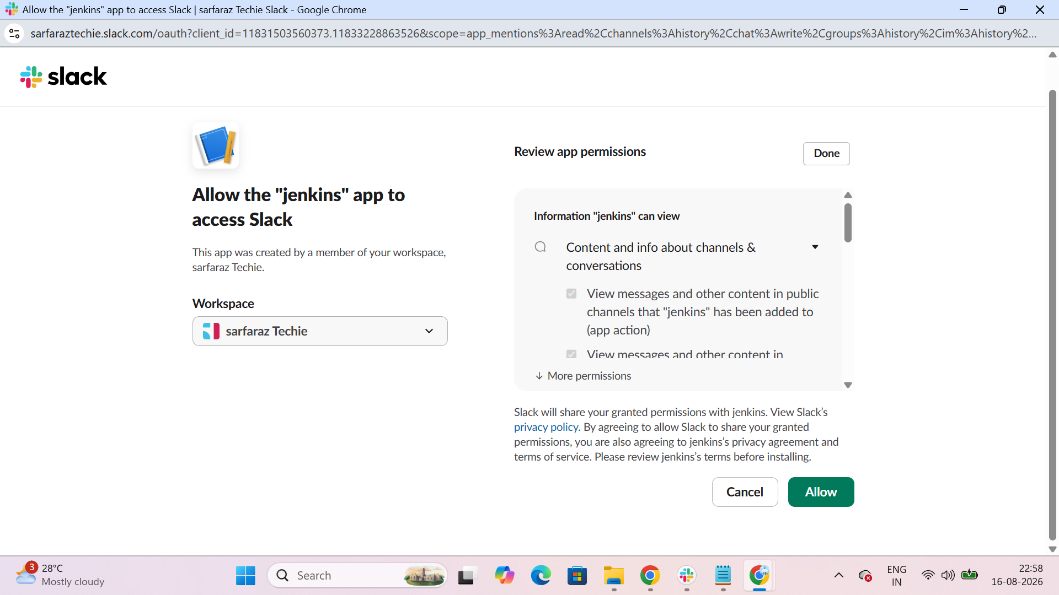 Allow the "jenkins" app to access Slack | sarfaraz Techie Slack - Google Chrome
sarfaraztechie.slack.com/oauth?client_id=11831503560373.11833228863526&scope=app_mentions%3Aread%2Cchannels%3Ahistory%2Cchat%3Awrite%2Cgroups%3Ahistory%2Cim%3Ahistory%2...
slack
Allow the "jenkins" app to
access Slack
This app was created by a member of your workspace,
sarfaraz Techie.
Workspace
sarfaraz Techie
Review app permissions
Done
Information "jenkins" can view
Content and info about channels &
conversations
View messages and other content in public
channels that "jenkins" has been added to
(app action)
View messages and other content in
↓ More permissions
Slack will share your granted permissions with jenkins. View Slack's
privacy policy. By agreeing to allow Slack to share your granted
permissions, you are also agreeing to jenkins's privacy agreement and
terms of service. Please review jenkins's terms before installing.
Cancel
Allow
3
28°C
Mostly cloudy
Search
ENG
IN
22:58
16-08-2026